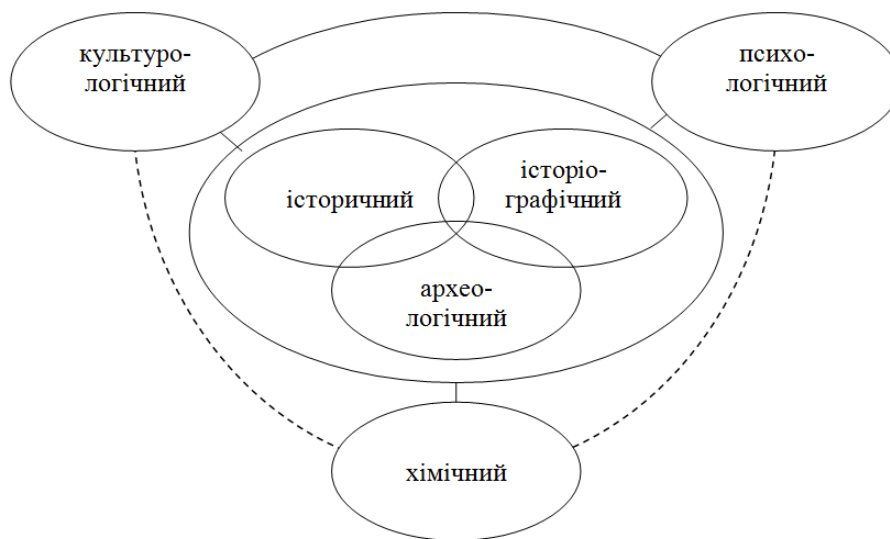 культуро-
логічний
психо-
логічний
історичний
історіо-
графічний
архео-
логічний
хімічний